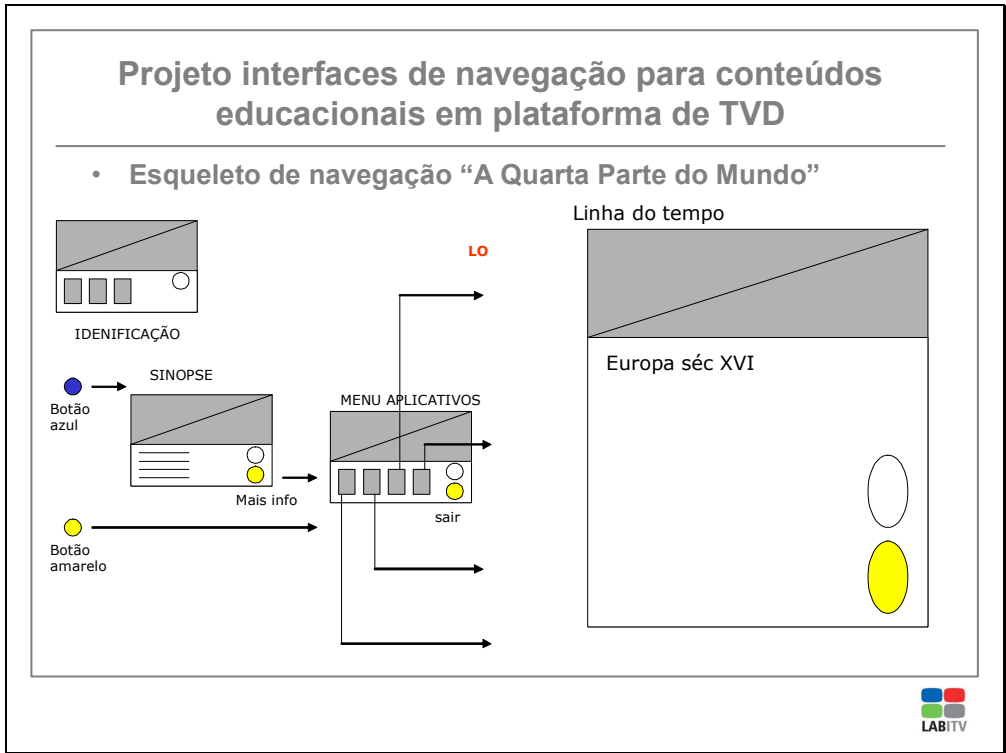 Projeto interfaces de navegação para conteúdos
educacionais em plataforma de TVD
• Esqueleto de navegação “A Quarta Parte do Mundo”
Linha do tempo
LO
IDENIFICAÇÃO
Europa séc XVI
SINOPSE
Botão
azul
MENU APLICATIVOS
Mais info
sair
Botão
amarelo
LABITV